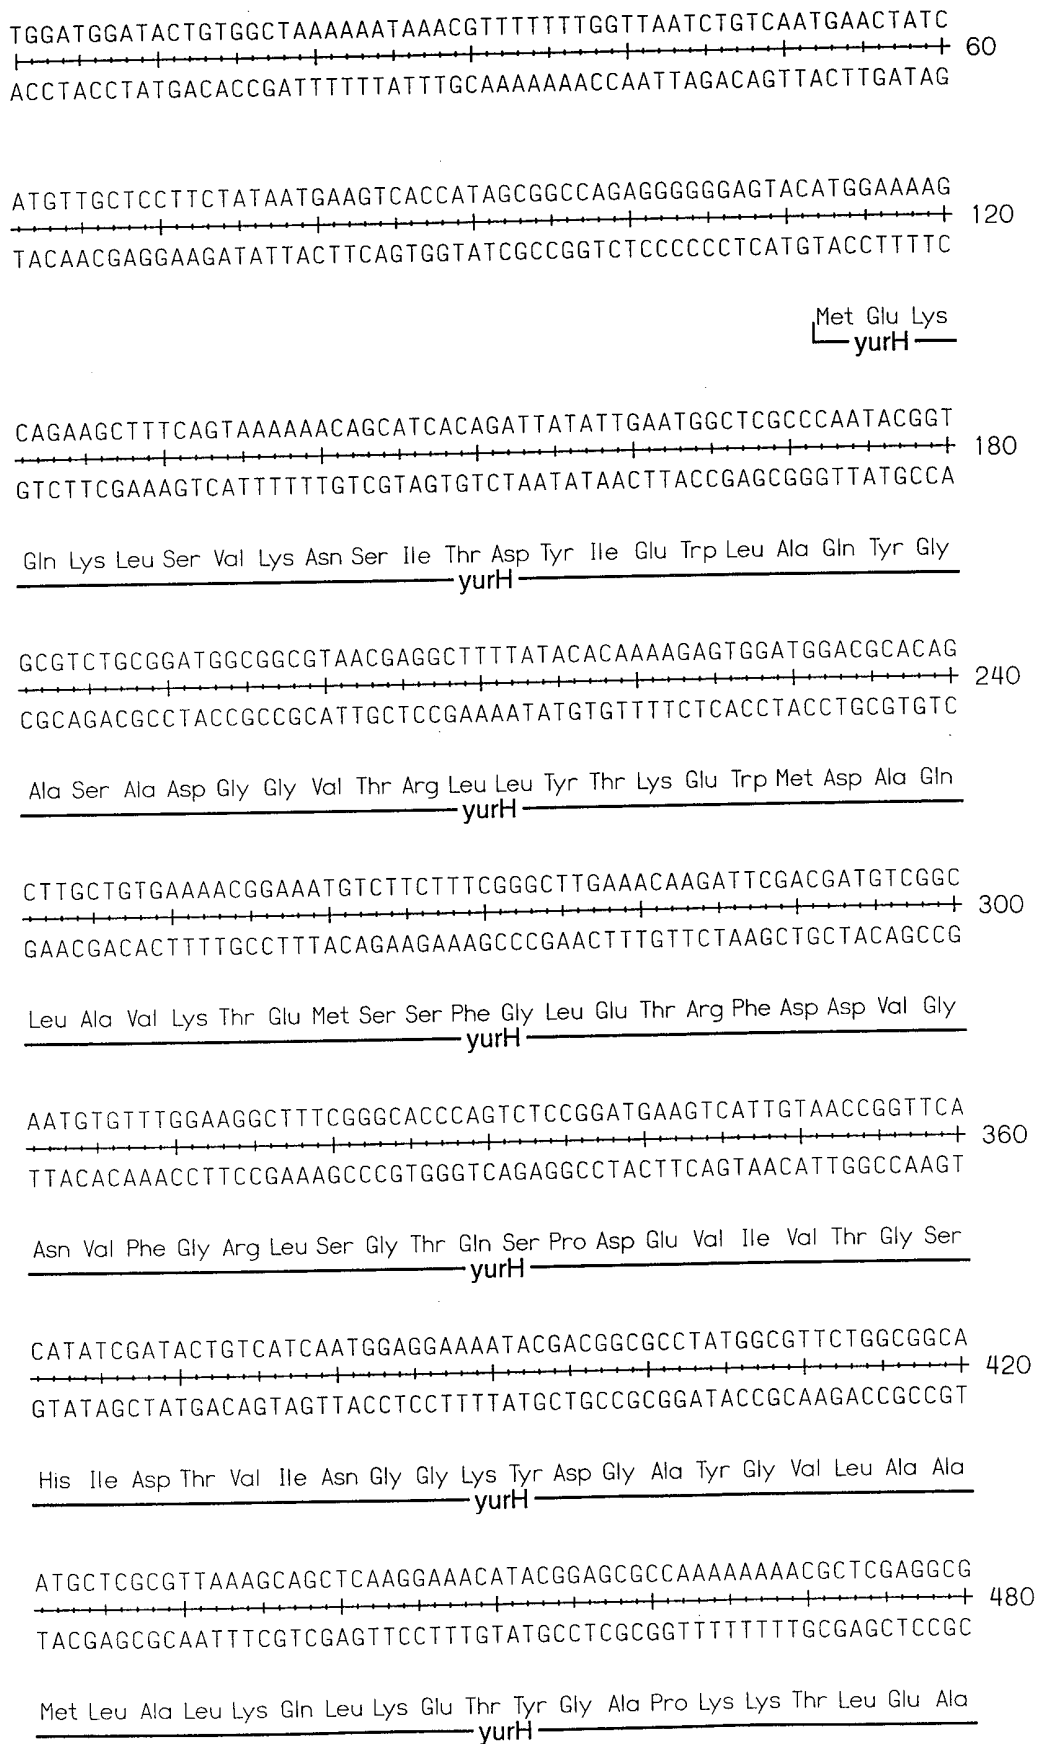 TGGATGGATACTGTGGCTAAAAAATAAACGTTTTTTTGGTTAATCTGTCAATGAACTATC
60
ACCTACCTATGACACCGATTTTTTATTTGCAAAAAAACCAATTAGACAGTTACTTGATAG
ATGTTGCTCCTTCTATAATGAAGTCACCATAGCGGCCAGAGGGGGGAGTACATGGAAAAG
120
TACAACGAGGAAGATATTACTTCAGTGGTATCGCCGGTCTCCCCCCTCATGTACCTTTTC
Met Glu Lys
yurH
CAGAAGCTTTCAGTAAAAAACAGCATCACAGATTATATTGAATGGCTCGCCCAATACGGT
180
GTCTTCGAAAGTCATTTTTTGTCGTAGTGTCTAATATAACTTACCGAGCGGGTTATGCCA
Gln Lys Leu Ser Val Lys Asn Ser Ile Thr Asp Tyr Ile Glu Trp Leu Ala Gln Tyr Gly
yurH
GCGTCTGCGGATGGCGGCGTAACGAGGCTTTTATACACAAAAGAGTGGATGGACGCACAG
240
CGCAGACGCCTACCGCCGCATTGCTCCGAAAATATGTGTTTTCTCACCTACCTGCGTGTC
Ala Ser Ala Asp Gly Gly Val Thr Arg Leu Leu Tyr Thr Lys Glu Trp Met Asp Ala Gln
yurH
CTTGCTGTGAAAACGGAAATGTCTTCTTTCGGGCTTGAAACAAGATTCGACGATGTCGGC
300
GAACGACACTTTTGCCTTTACAGAAGAAAGCCCGAACTTTGTTCTAAGCTGCTACAGCCG
Leu Ala Val Lys Thr Glu Met Ser Ser Phe Gly Leu Glu Thr Arg Phe Asp Asp Val Gly
yurH
AATGTGTTTGGAAGGCTTTCGGGCACCCAGTCTCCGGATGAAGTCATTGTAACCGGTTCA
360
TTACACAAACCTTCCGAAAGCCCGTGGGTCAGAGGCCTACTTCAGTAACATTGGCCAAGT
Asn Val Phe Gly Arg Leu Ser Gly Thr Gln Ser Pro Asp Glu Val Ile Val Thr Gly Ser
yurH
CATATCGATACTGTCATCAATGGAGGAAAATACGACGGCGCCTATGGCGTTCTGGCGGCA
420
GTATAGCTATGACAGTAGTTACCTCCTTTTATGCTGCCGCGGATACCGCAAGACCGCCGT
His Ile Asp Thr Val Ile Asn Gly Gly Lys Tyr Asp Gly Ala Tyr Gly Val Leu Ala Ala
yurH
ATGCTCGCGTTAAAGCAGCTCAAGGAAACATACGGAGCGCCAAAAAAAACGCTCGAGGCG
480
TACGAGCGCAATTTCGTCGAGTTCCTTTGTATGCCTCGCGGTTTTTTTTGCGAGCTCCGC
Met Leu Ala Leu Lys Gln Leu Lys Glu Thr Tyr Gly Ala Pro Lys Lys Thr Leu Glu Ala
yurH